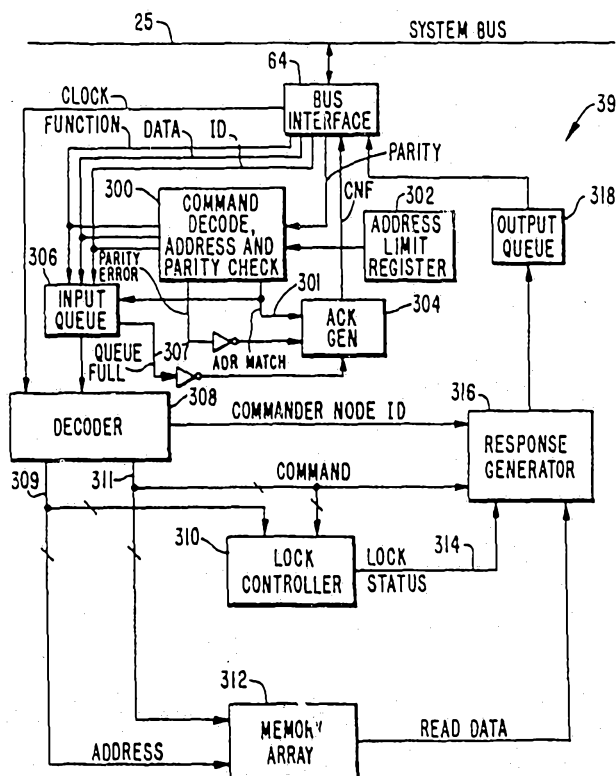 25
SYSTEM BUS
64
CLOCK
BUS
INTERFACE
FUNCTION
DATA
ID
39
PARITY
CNF
300
COMMAND
DECODE,
ADDRESS AND
PARITY CHECK
302
ADDRESS
LIMIT
REGISTER
318
OUTPUT
QUEUE
306
PARITY
ERROR
INPUT
QUEUE
301
304
ACK
GEN
307
QUEUE
FULL
ADR MATCH
308
DECODER
COMMANDER NODE ID
316
RESPONSE
GENERATOR
309
311
COMMAND
310
LOCK
CONTROLLER
LOCK
STATUS
314
312
MEMORY
ARRAY
READ DATA
ADDRESS